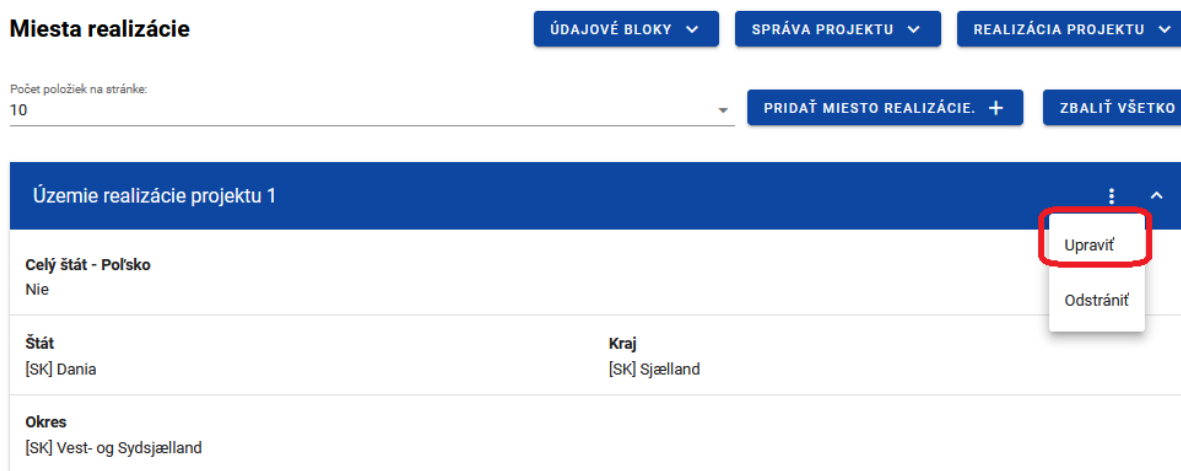 Miesta realizácie
ÚDAJOVÉ BLOKY
SPRÁVA PROJEKTU
REALIZÁCIA PROJEKTU
Počet položiek na stránke:
10
PRIDAŤ MIESTO REALIZÁCIE. +
ZBALIŤ VŠETKO
Územie realizácie projektu 1
Upraviť
Odstrániť
Celý štát - Poľsko
Nie
Štát
[SK] Dania
Kraj
[SK] Sjælland
Okres
[SK] Vest- og Sydsjælland